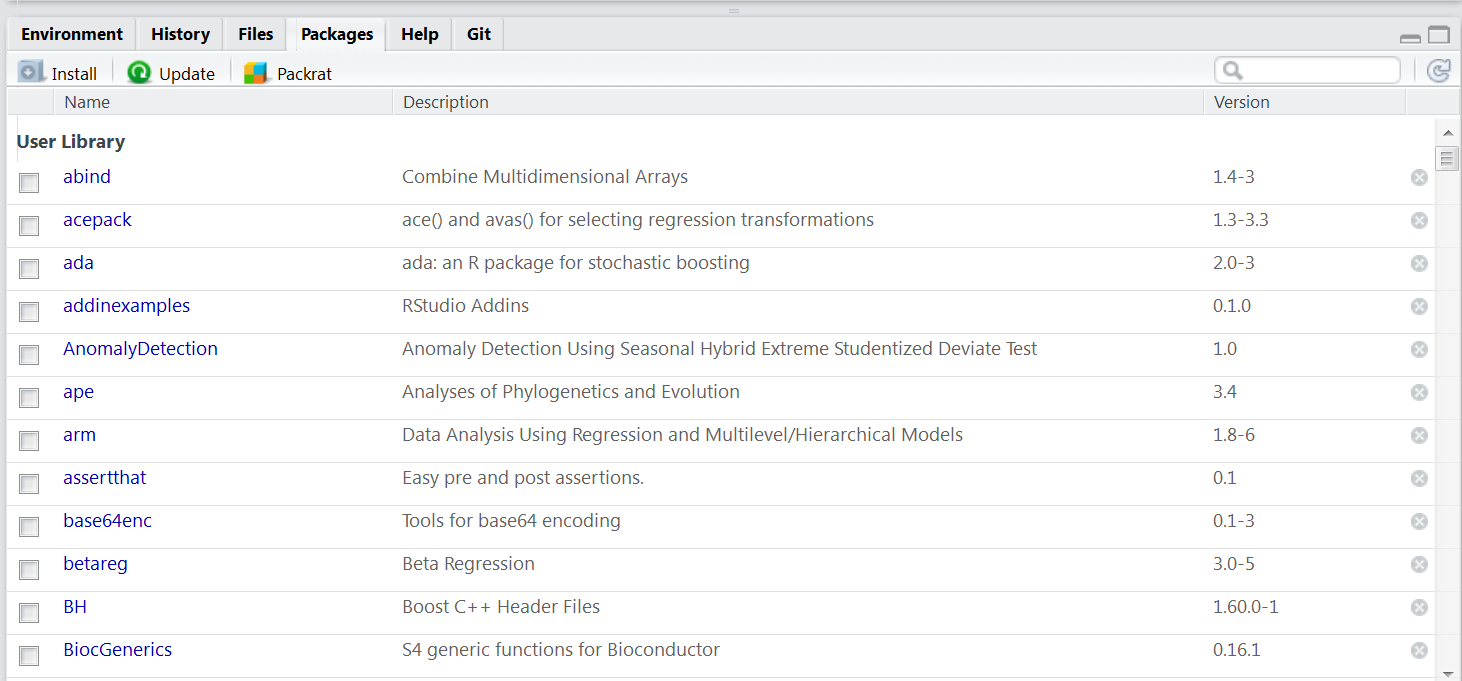 Environment History Files Packages Help Git
Install Update Packrat
Name Description Version
User Library
abind Combine Multidimensional Arrays 1.4-3
acepack ace() and avas() for selecting regression transformations 1.3-3.3
ada ada: an R package for stochastic boosting 2.0-3
addinexamples RStudio Addins 0.1.0
AnomalyDetection Anomaly Detection Using Seasonal Hybrid Extreme Studentized Deviate Test 1.0
ape Analyses of Phylogenetics and Evolution 3.4
arm Data Analysis Using Regression and Multilevel/Hierarchical Models 1.8-6
assertthat Easy pre and post assertions. 0.1
base64enc Tools for base64 encoding 0.1-3
betareg Beta Regression 3.0-5
BH Boost C++ Header Files 1.60.0-1
BiocGenerics S4 generic functions for Bioconductor 0.16.1